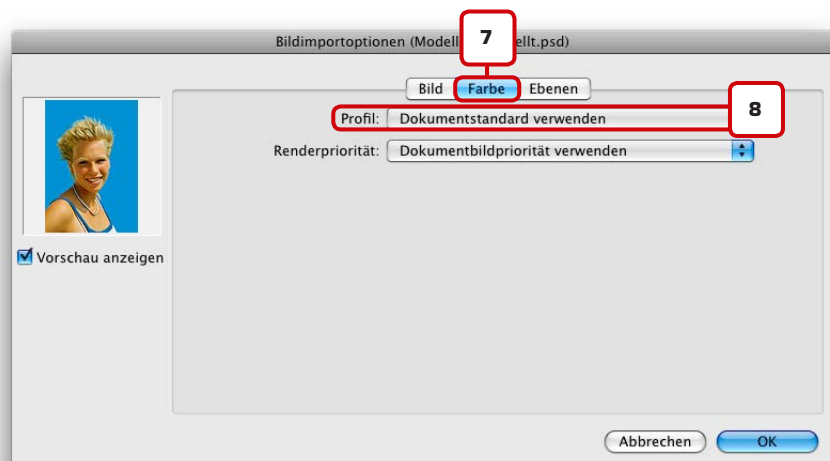 7
Bildimportoptionen (Modell ellt.psd)
Bild Farbe Ebenen
8
Profil: Dokumentstandard verwenden
Renderpriorität: Dokumentbildpriorität verwenden
Vorschau anzeigen
Abbrechen OK